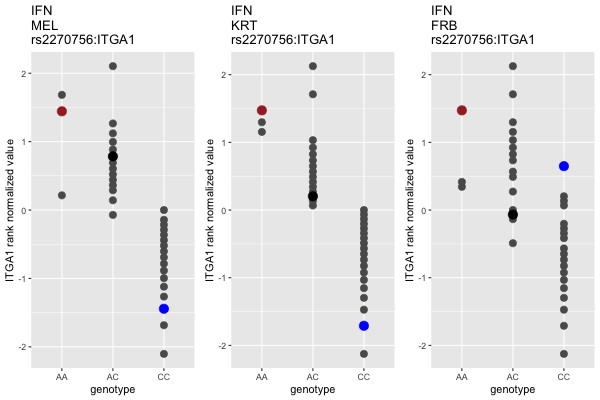 IFN
MEL
rs2270756:ITGA1
ITGA1 rank normalized value
2
1
0
-1
-2
AA
AC
CC
genotype
IFN
KRT
rs2270756:ITGA1
ITGA1 rank normalized value
2
1
0
-1
-2
AA
AC
CC
genotype
IFN
FRB
rs2270756:ITGA1
ITGA1 rank normalized value
2
1
0
-1
-2
AA
AC
CC
genotype